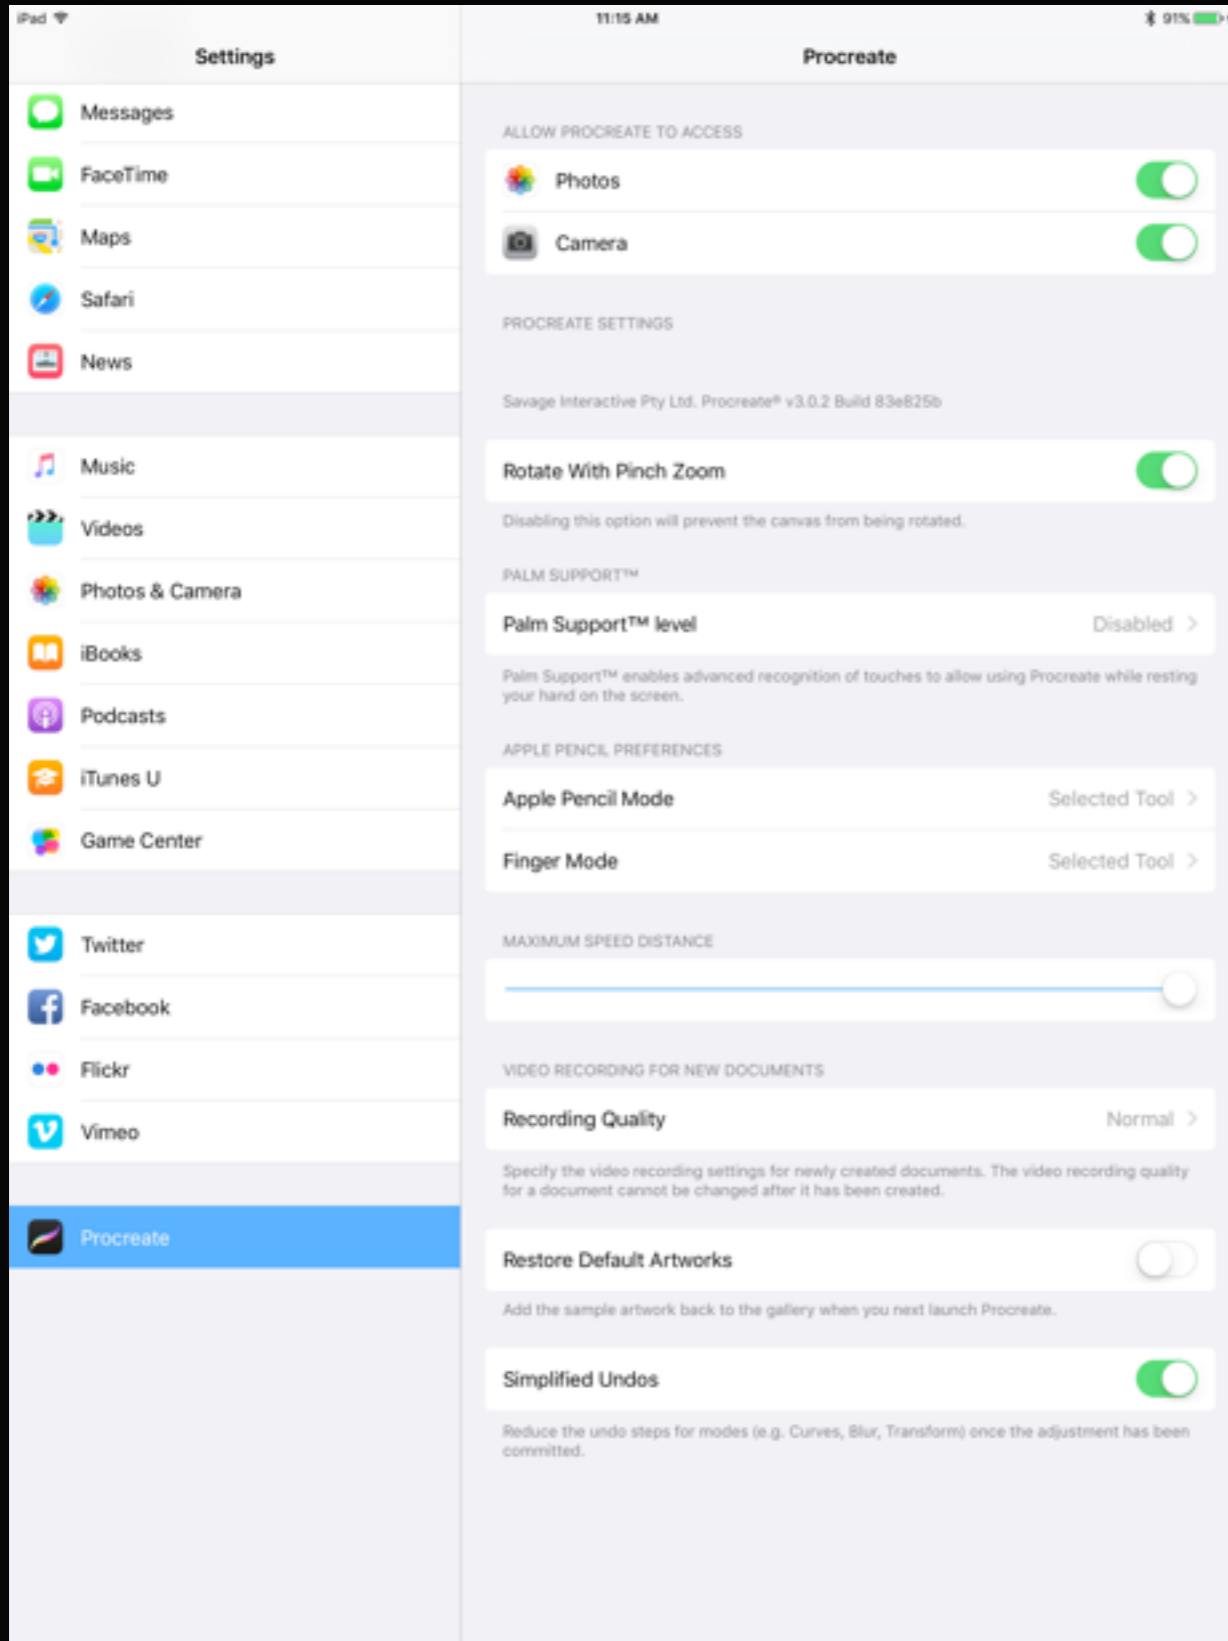 iPad
11:15 AM
91%
Settings
Procreate
Messages
FaceTime
Maps
Safari
News
Music
Videos
Photos & Camera
iBooks
Podcasts
iTunes U
Game Center
Twitter
Facebook
Flickr
Vimeo
Procreate
ALLOW PROCREATE TO ACCESS
Photos
Camera
PROCREATE SETTINGS
Savage Interactive Pty Ltd. Procreate® v3.0.2 Build 83e825b
Rotate With Pinch Zoom
Disabling this option will prevent the canvas from being rotated.
PALM SUPPORT™
Palm Support™ level
Disabled
Palm Support™ enables advanced recognition of touches to allow using Procreate while resting
your hand on the screen.
APPLE PENCIL PREFERENCES
Apple Pencil Mode
Selected Tool
Finger Mode
Selected Tool
MAXIMUM SPEED DISTANCE
VIDEO RECORDING FOR NEW DOCUMENTS
Recording Quality
Normal
Specify the video recording settings for newly created documents. The video recording quality
for a document cannot be changed after it has been created.
Restore Default Artworks
Add the sample artwork back to the gallery when you next launch Procreate.
Simplified Undos
Reduce the undo steps for modes (e.g. Curves, Blur, Transform) once the adjustment has been
committed.